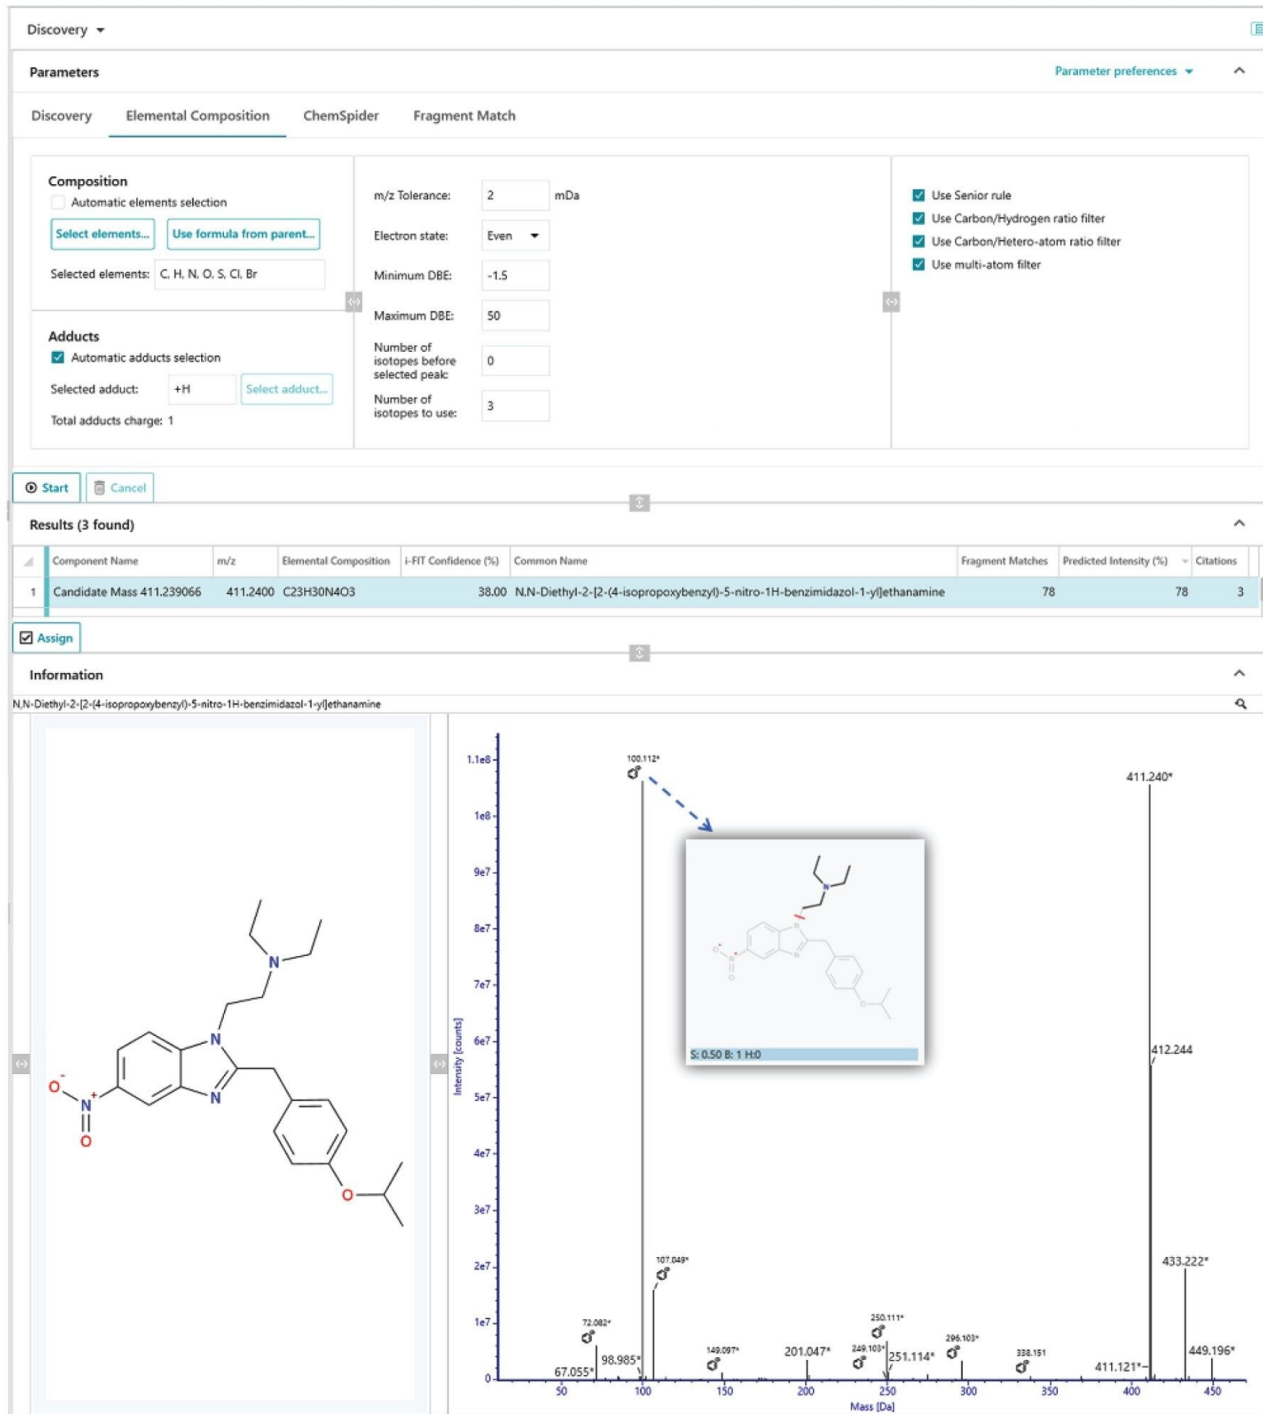 Discovery
Parameters
Parameter preferences
Discovery Elemental Composition ChemSpider Fragment Match
Composition
Automatic elements selection
Select elements... Use formula from parent...
Selected elements: C, H, N, O, S, Cl, Br
Adducts
Automatic adducts selection
Selected adduct: +H Select adduct...
Total adducts charge: 1
m/z Tolerance: 2 mDa
Electron state: Even
Minimum DBE: -1.5
Maximum DBE: 50
Number of
isotopes before
selected peak: 0
Number of
isotopes to use: 3
Use Senior rule
Use Carbon/Hydrogen ratio filter
Use Carbon/Hetero-atom ratio filter
Use multi-atom filter
Start Cancel
Results (3 found)
Component Name m/z Elemental Composition i-FIT Confidence (%) Common Name Fragment Matches Predicted Intensity (%) Citations
1 Candidate Mass 411.239066 411.2400 C23H30N4O3 38.00 N,N-Diethyl-2-[2-(4-isopropoxybenzyl)-5-nitro-1H-benzimidazol-1-yl]ethanamine 78 78 3
Assign
Information
N,N-Diethyl-2-[2-(4-isopropoxybenzyl)-5-nitro-1H-benzimidazol-1-yl]ethanamine
N
N
N
O-
N+
O
O
Intensity [counts]
1.1e8
1e8
9e7
8e7
7e7
6e7
5e7
4e7
3e7
2e7
1e7
0
100.112*
411.240*
N
N
N
O
N
O
O
S: 0.50 B: 1 H:0
412.244
433.222*
107.049*
72.082*
67.055*
98.985*
149.097*
201.047*
250.111*
249.103*
251.114*
296.103*
338.151
411.121*
449.196*
50 100 150 200 250 300 350 400 450
Mass [Da]